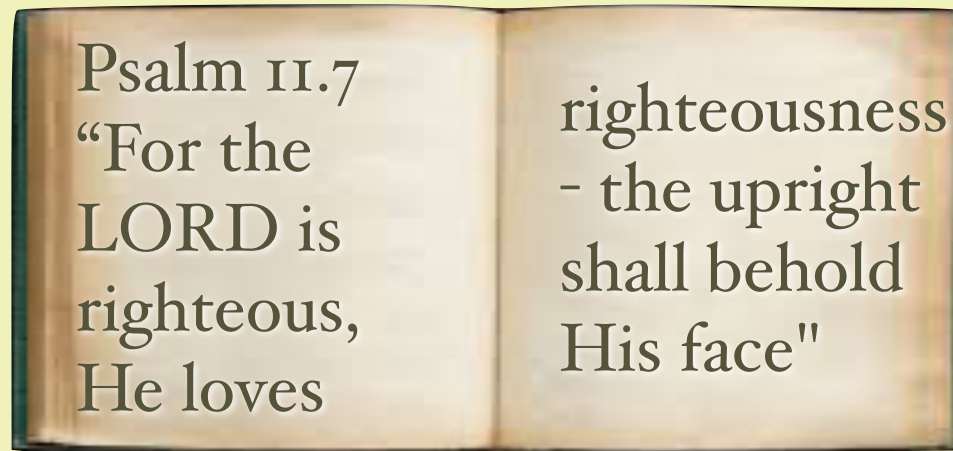 Psalm 11.7
“For the
LORD is
righteous,
He loves
righteousness
- the upright
shall behold
His face"